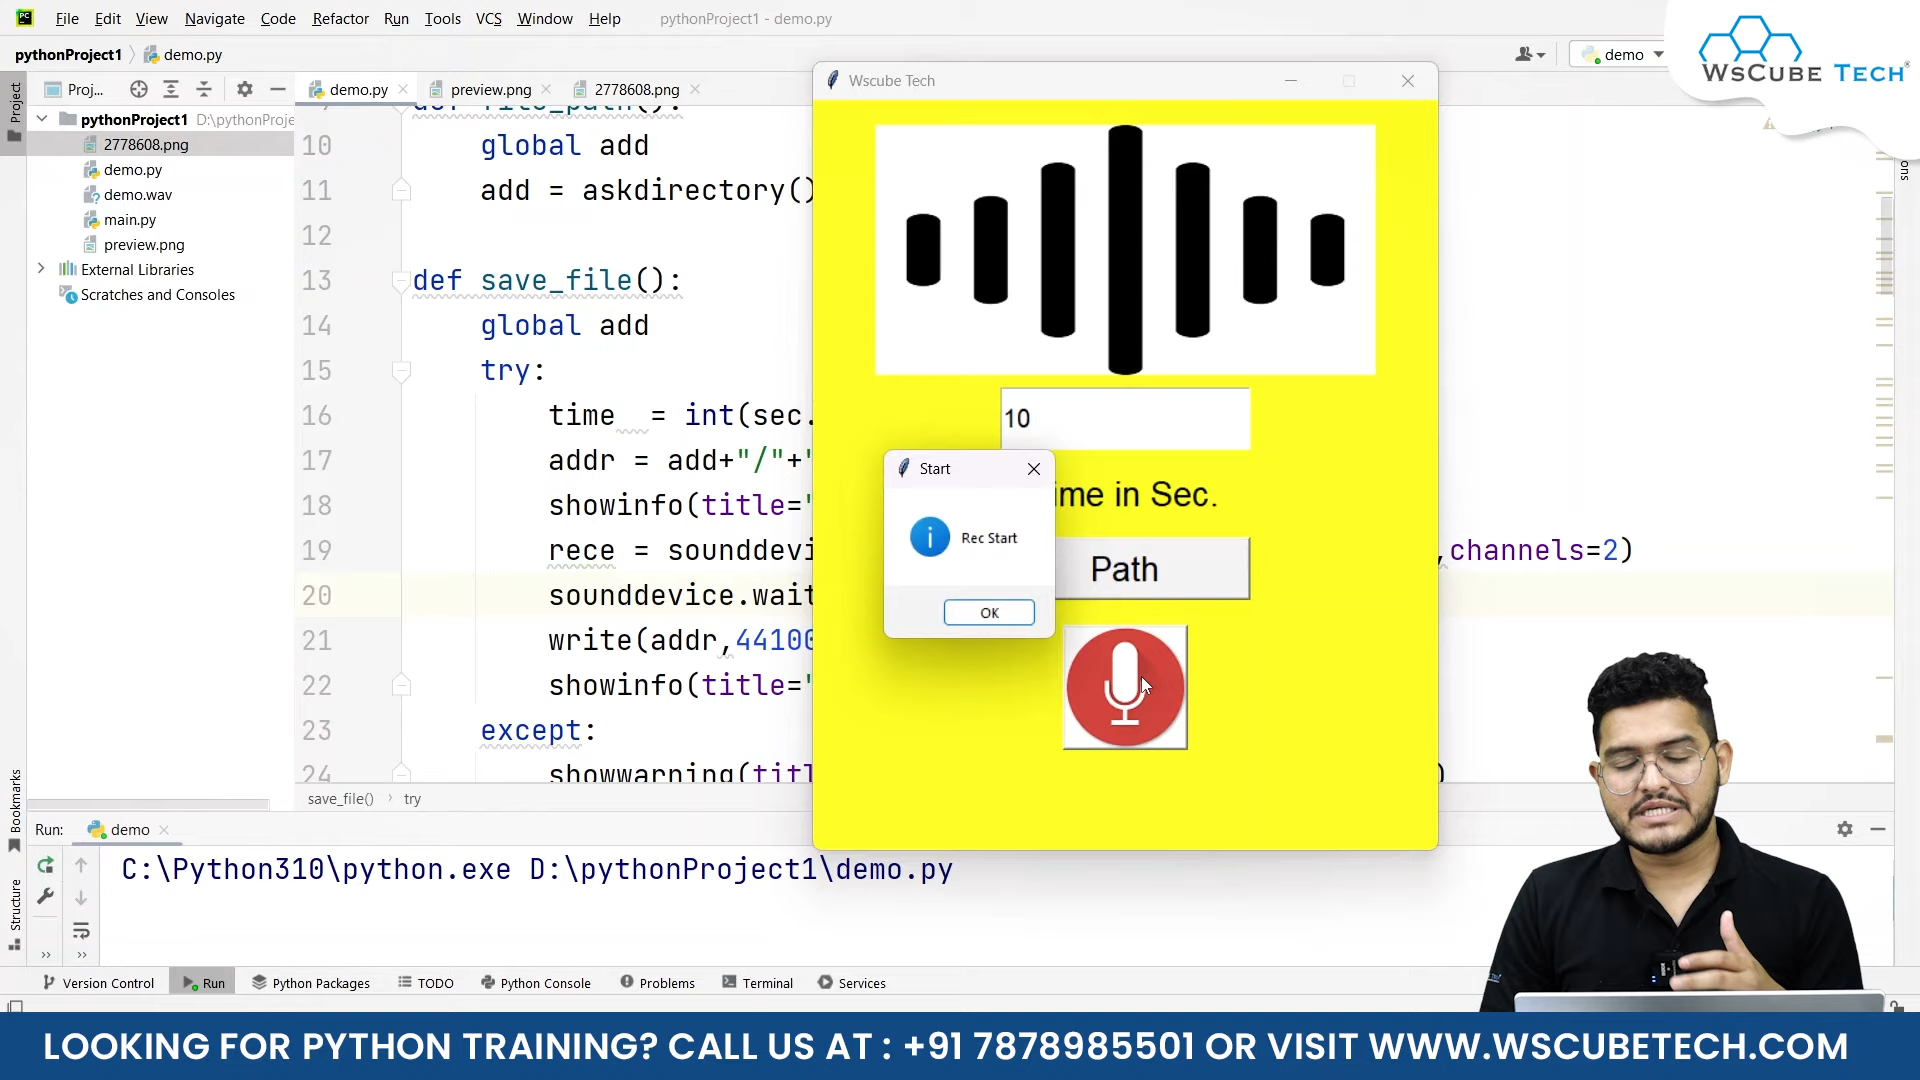 File Edit View Navigate Code Refactor Run Tools VCS Window Help pythonProject1 - demo.py
pythonProject1 demo.py
demo
WsCube Tech
Project
Proj...
demo.py
preview.png
2778608.png
pythonProject1 D:\pythonProje
2778608.png
demo.py
demo.wav
main.py
preview.png
External Libraries
Scratches and Consoles
10 global add
11 add = askdirectory()
12
13 def save_file():
14 global add
15 try:
16 time = int(sec.
17 addr = add+"/"+"
18 showinfo(title="
19 rece = sounddevi ,channels=2)
20 sounddevice.wait
21 write(addr,44100
22 showinfo(title="
23 except:
24 showwarning(titl )
save_file() try
Wscube Tech
10
ime in Sec.
Path
Start
Rec Start
OK
Bookmarks
Structure
Run: demo
C:\Python310\python.exe D:\pythonProject1\demo.py
Version Control Run Python Packages TODO Python Console Problems Terminal Services
LOOKING FOR PYTHON TRAINING? CALL US AT : +91 7878985501 OR VISIT WWW.WSCUBETECH.COM